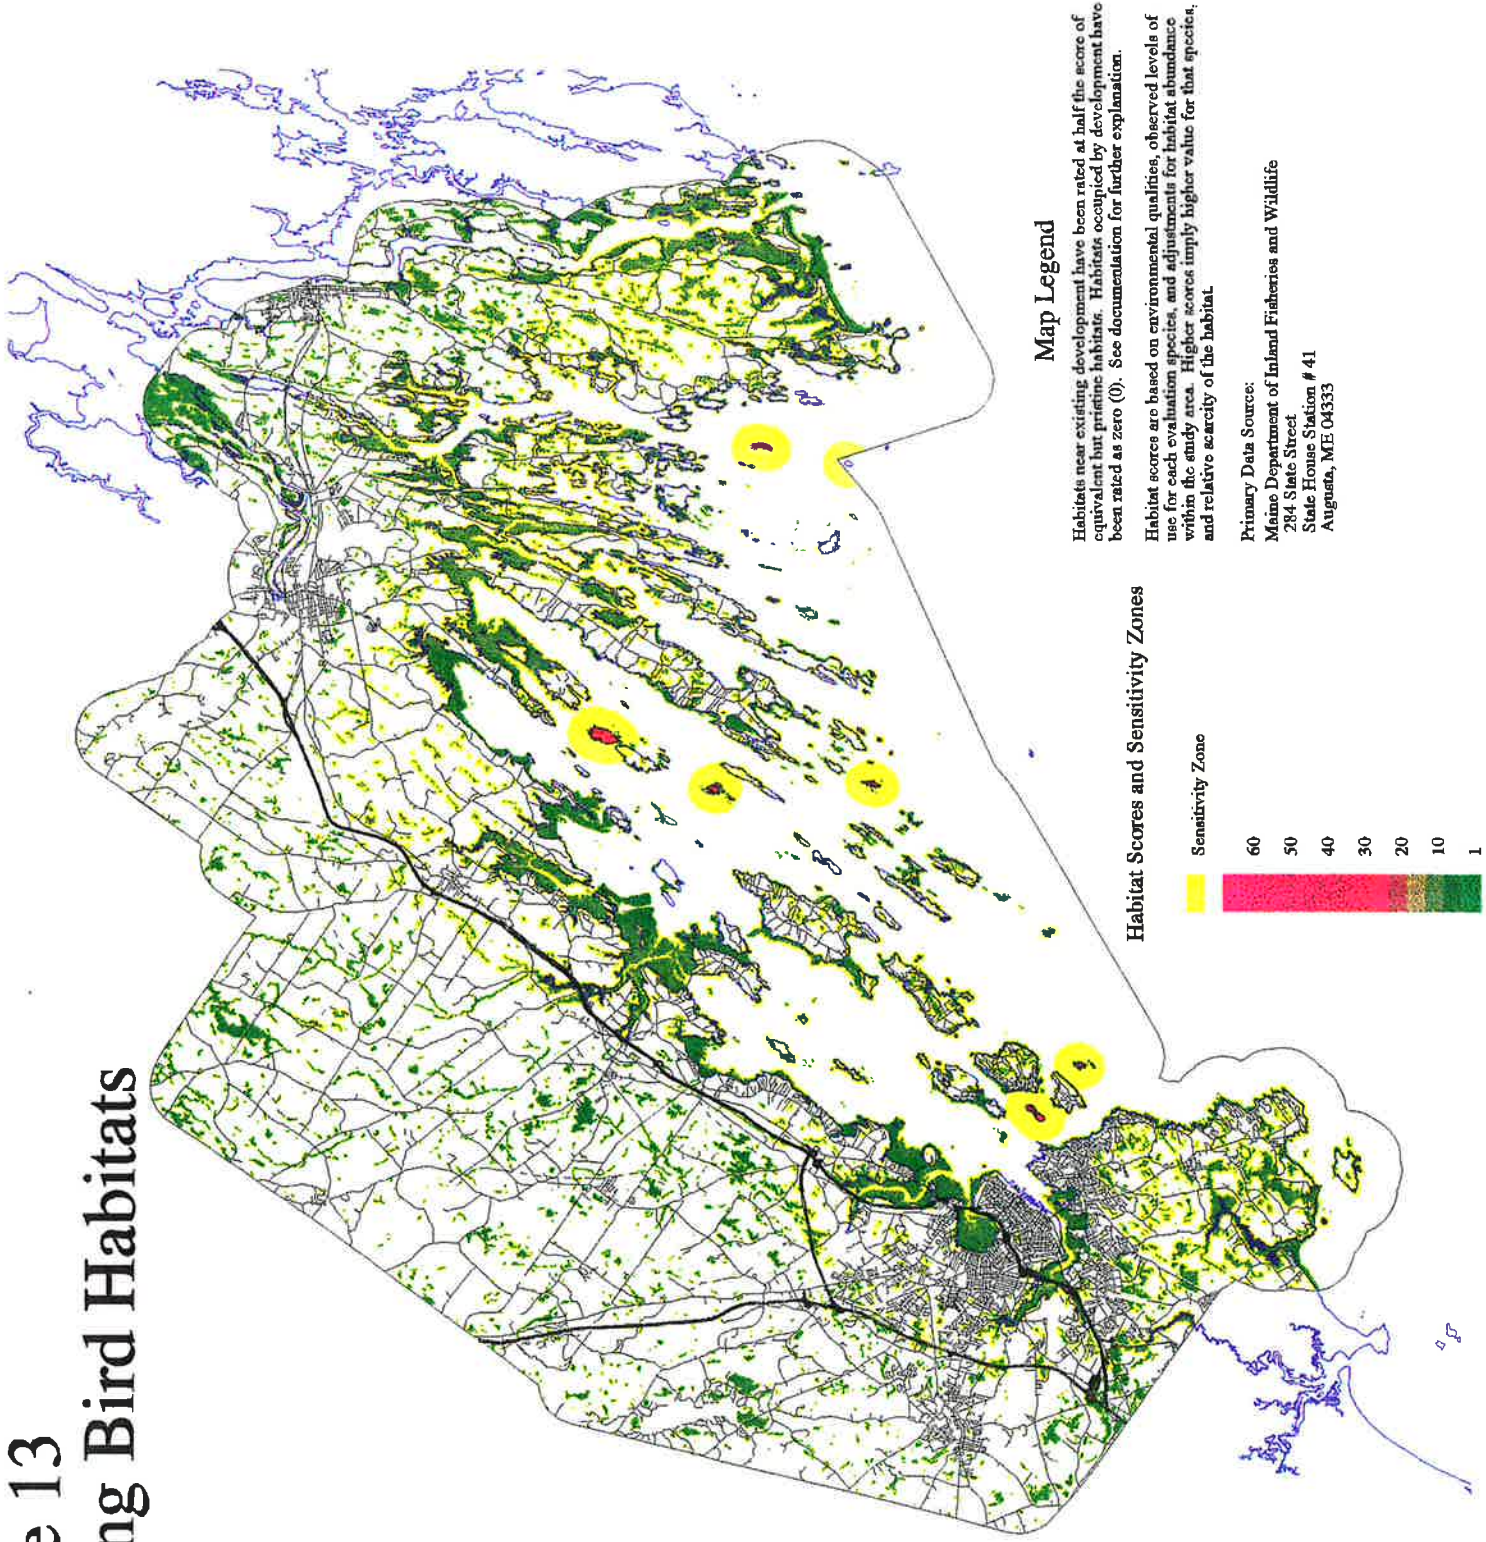 e 13
ng Bird Habitats
Map Legend
Habitats near existing development have been rated at half the score of
equivalent but pristine habitats. Habitats occupied by development have
been rated as zero (0). See documentation for further explanation.
Habitat scores are based on environmental qualities, observed levels of
use for each evaluation species, and adjustments for habitat abundance
within the study area. Higher scores imply higher value for that species,
and relative scarcity of the habitat.
Primary Data Source:
Maine Department of Inland Fisheries and Wildlife
284 State Street
State House Station # 41
Augusta, ME 04333
Habitat Scores and Sensitivity Zones
Sensitivity Zone
60
50
40
30
20
10
1